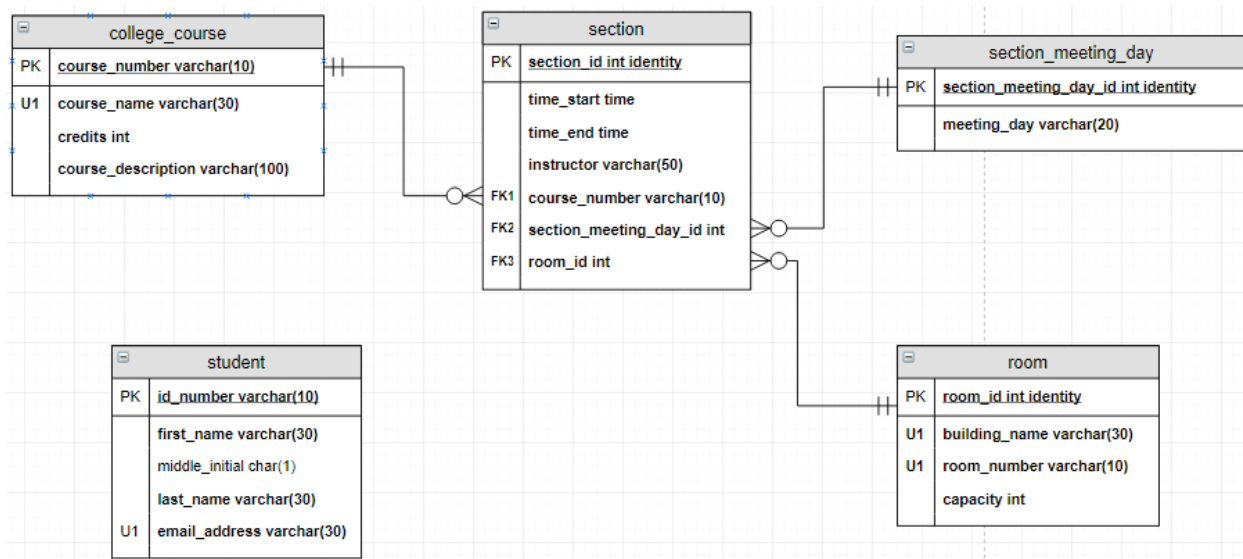 college_course
PK course_number varchar(10)
U1 course_name varchar(30)
credits int
course_description varchar(100)
section
PK section_id int identity
time_start time
time_end time
instructor varchar(50)
FK1 course_number varchar(10)
FK2 section_meeting_day_id int
FK3 room_id int
section_meeting_day
PK section_meeting_day_id int identity
meeting_day varchar(20)
student
PK id_number varchar(10)
first_name varchar(30)
middle_initial char(1)
last_name varchar(30)
U1 email_address varchar(30)
room
PK room_id int identity
U1 building_name varchar(30)
U1 room_number varchar(10)
capacity int